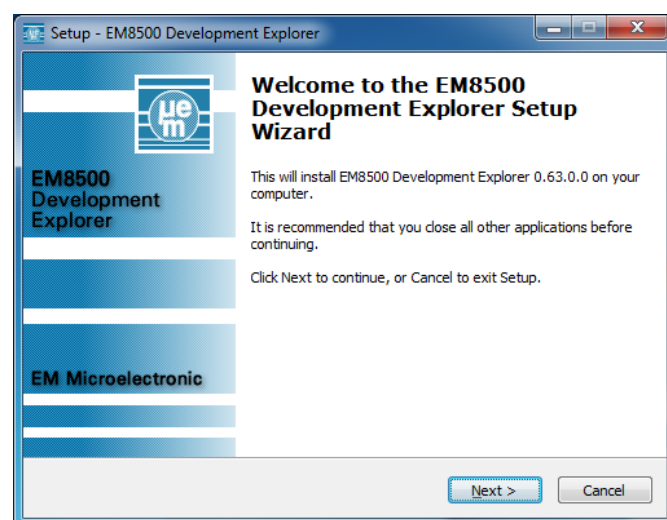 Setup - EM8500 Development Explorer
μe
m
EM8500
Development
Explorer
EM Microelectronic
Welcome to the EM8500
Development Explorer Setup
Wizard
This will install EM8500 Development Explorer 0.63.0.0 on your
computer.
It is recommended that you close all other applications before
continuing.
Click Next to continue, or Cancel to exit Setup.
Next >
Cancel